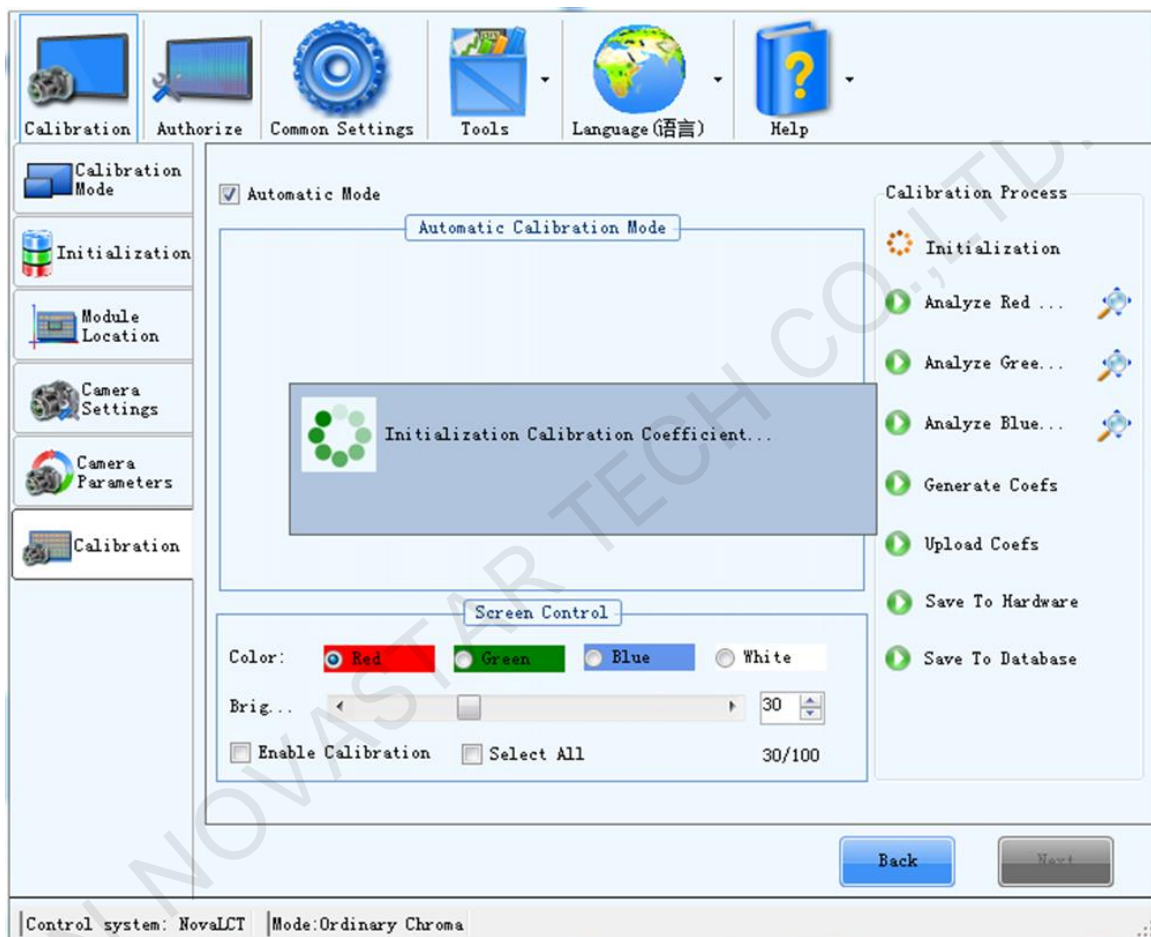 Calibration
Authorize
Common Settings
Tools
Language(语言)
Help
Calibration
Mode
Initialization
Module
Location
Camera
Settings
Camera
Parameters
Calibration
Automatic Mode
Automatic Calibration Mode
Initialization Calibration Coefficient...
Screen Control
Color:
Red
Green
Blue
White
Brig...
30
Enable Calibration
Select All
30/100
Calibration Process
Initialization
Analyze Red ...
Analyze Gree...
Analyze Blue...
Generate Coefs
Upload Coefs
Save To Hardware
Save To Database
Back
Next
Control system: NovaLCT
Mode:Ordinary Chroma
NOVASTAR TECH CO.,LTD.